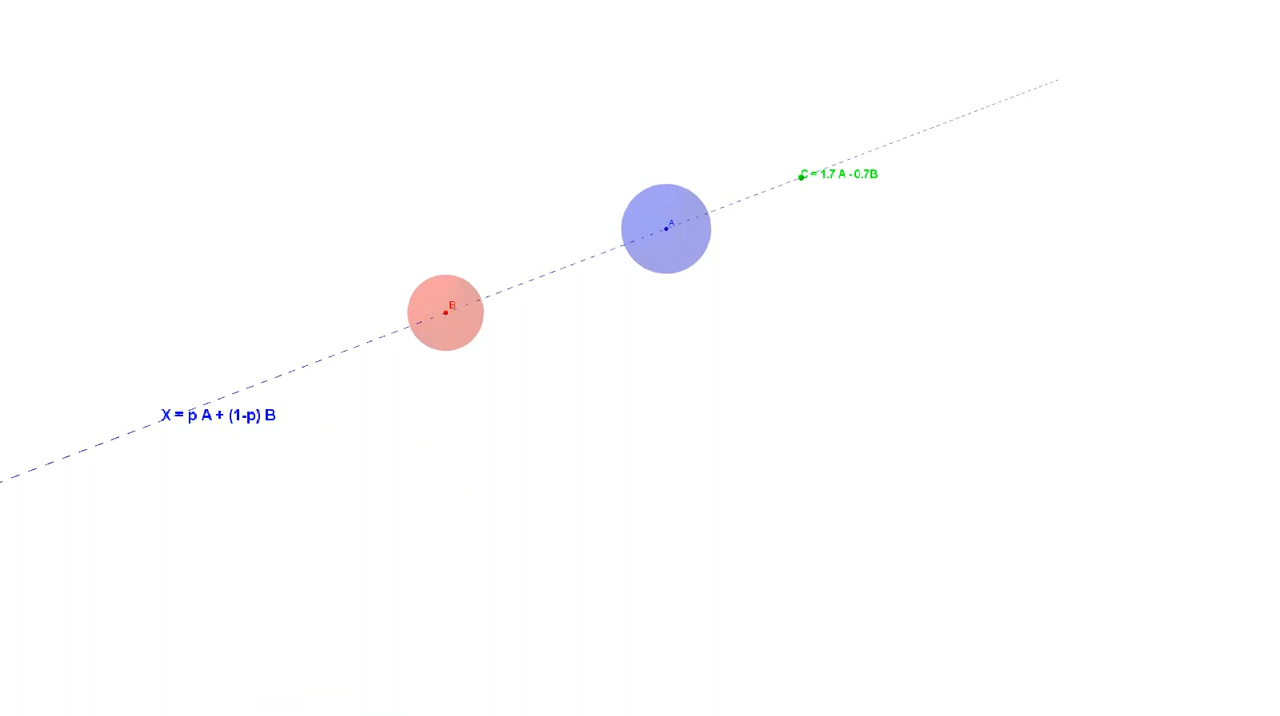 C = 1.7 A - 0.7B
A
B
X = p A + (1-p) B